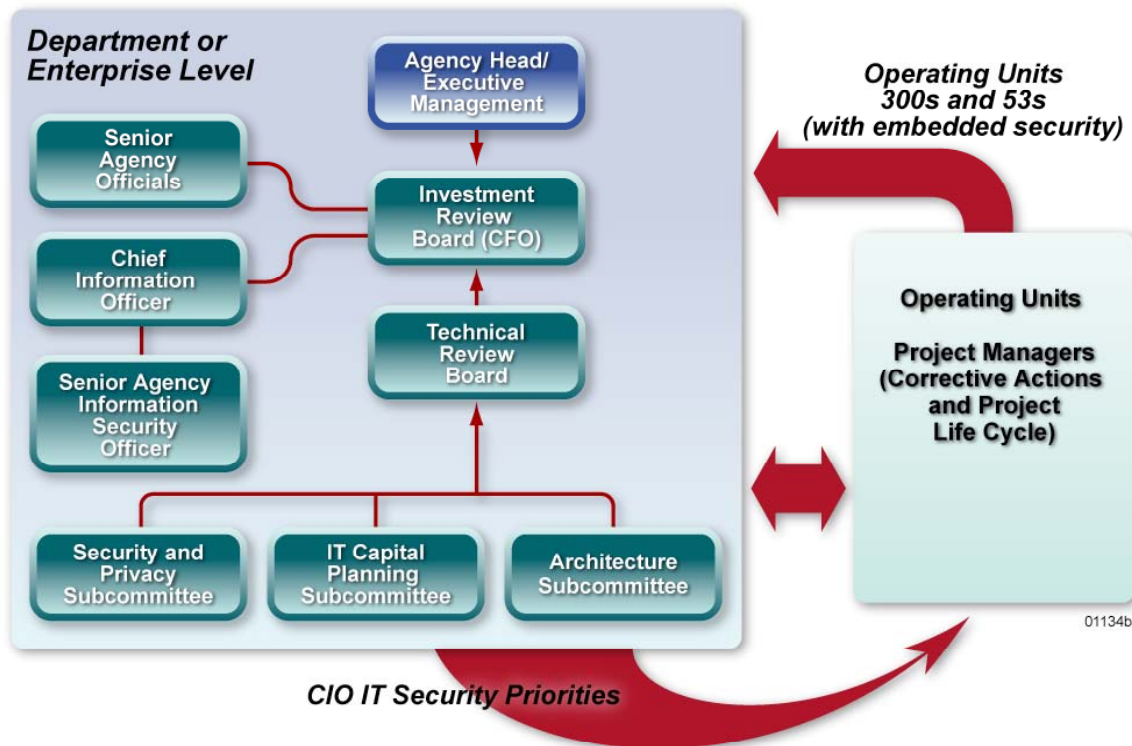 Department or
Enterprise Level
Agency Head/
Executive
Management
Senior
Agency
Officials
Investment
Review
Board (CFO)
Chief
Information
Officer
Technical
Review
Board
Senior Agency
Information
Security
Officer
Security and
Privacy
Subcommittee
IT Capital
Planning
Subcommittee
Architecture
Subcommittee
Operating Units
300s and 53s
(with embedded security)
Operating Units
Project Managers
(Corrective Actions
and Project
Life Cycle)
01134b
CIO IT Security Priorities